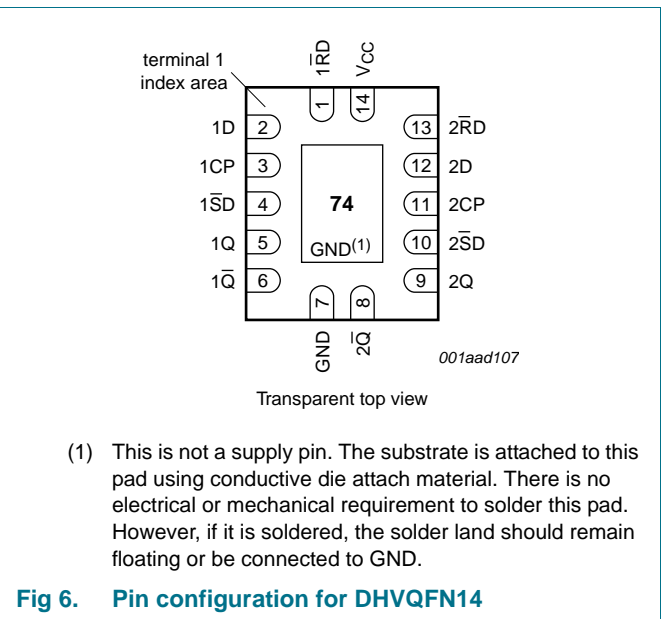 terminal 1
index area
1R̅D
VCC
1
14
1D 2
13 2R̅D
1CP 3
12 2D
1S̅D 4
74
11 2CP
1Q 5
GND(1)
10 2S̅D
1Q̅ 6
9 2Q
7
8
GND
2Q̅
001aad107
Transparent top view
(1) This is not a supply pin. The substrate is attached to this
pad using conductive die attach material. There is no
electrical or mechanical requirement to solder this pad.
However, if it is soldered, the solder land should remain
floating or be connected to GND.
Fig 6. Pin configuration for DHVQFN14